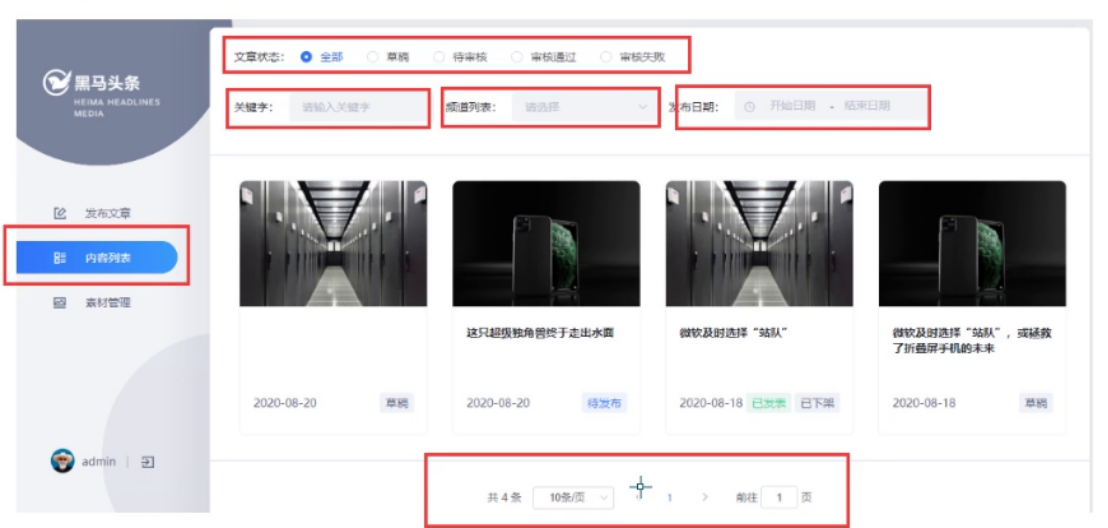 黑马头条
HEIMA HEADLINES
MEDIA
发布文章
内容列表
素材管理
admin
文章状态： 全部 草稿 待审核 审核通过 审核失败
关键字： 请输入关键字 频道列表： 请选择 发布日期： 开始日期 - 结束日期
2020-08-20 草稿
这只超级独角兽终于走出水面
2020-08-20 待发布
微软及时选择“站队”
2020-08-18 已发表 已下架
微软及时选择“站队”，或拯救
了折叠屏手机的未来
2020-08-18 草稿
共 4 条 10条/页 1 前往 1 页